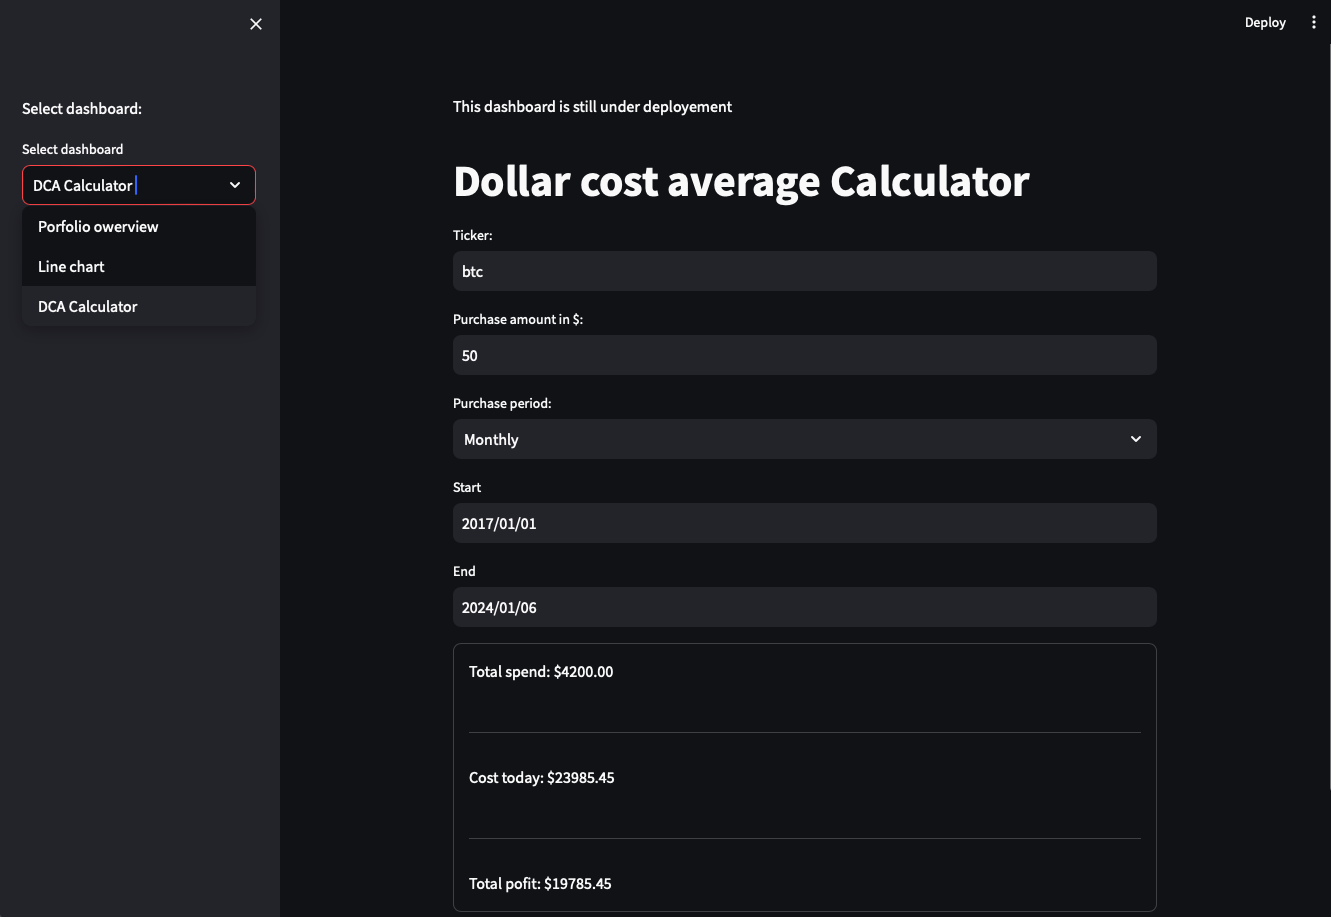 Deploy
Select dashboard:
Select dashboard
DCA Calculator
Porfolio owerview
Line chart
DCA Calculator
This dashboard is still under deployement
Dollar cost average Calculator
Ticker:
btc
Purchase amount in $:
50
Purchase period:
Monthly
Start
2017/01/01
End
2024/01/06
Total spend: $4200.00
Cost today: $23985.45
Total pofit: $19785.45